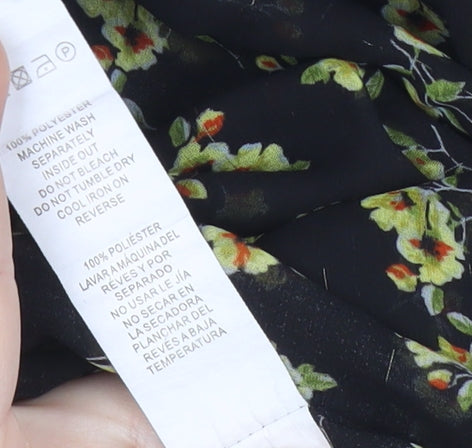 P
100% POLYESTER
MACHINE WASH
SEPARATELY
INSIDE OUT
DO NOT BLEACH
DO NOT TUMBLE DRY
COOL IRON ON
REVERSE
100% POLIÉSTER
LAVAR A MÁQUINA DEL
REVÉS Y POR
SEPARADO
NO USAR LEJÍA
NO SECAR EN
LA SECADORA
PLANCHAR DEL
REVÉS A BAJA
TEMPERATURA